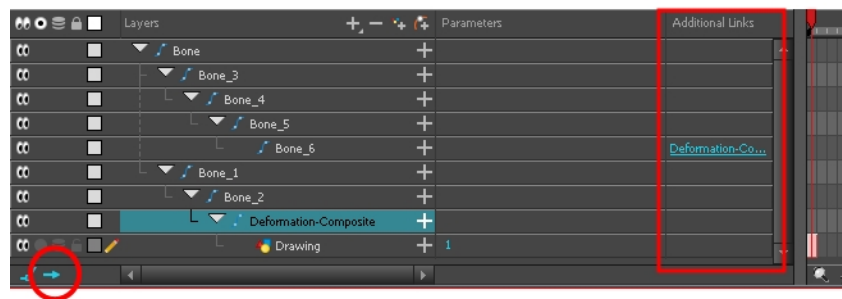 Layers Parameters Additional Links
Bone
Bone_3
Bone_4
Bone_5
Bone_6 Deformation-Co...
Bone_1
Bone_2
Deformation-Composite
Drawing 1